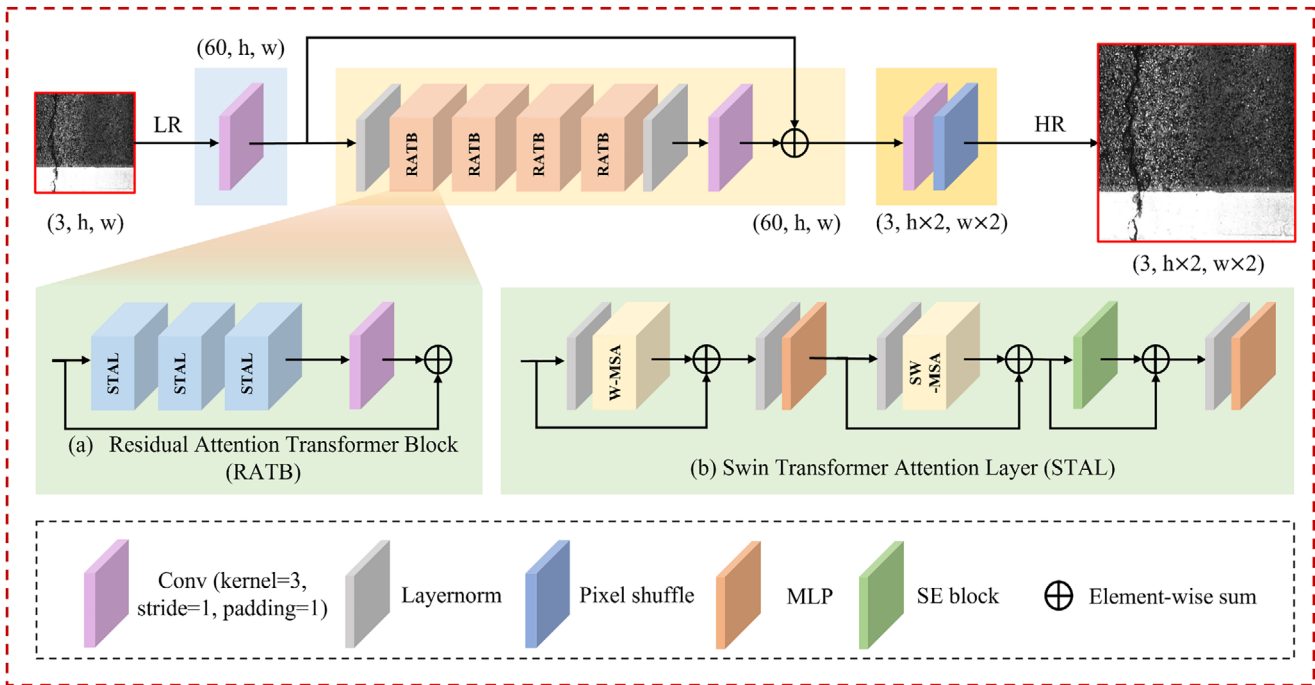 (60, h, w)
LR
RATB
RATB
RATB
RATB
HR
(3, h, w)
(60, h, w)
(3, h×2, w×2)
(3, h×2, w×2)
STAL
STAL
STAL
(a) Residual Attention Transformer Block
(RATB)
W-MSA
SW
-MSA
(b) Swin Transformer Attention Layer (STAL)
Conv (kernel=3,
stride=1, padding=1)
Layernorm
Pixel shuffle
MLP
SE block
Element-wise sum